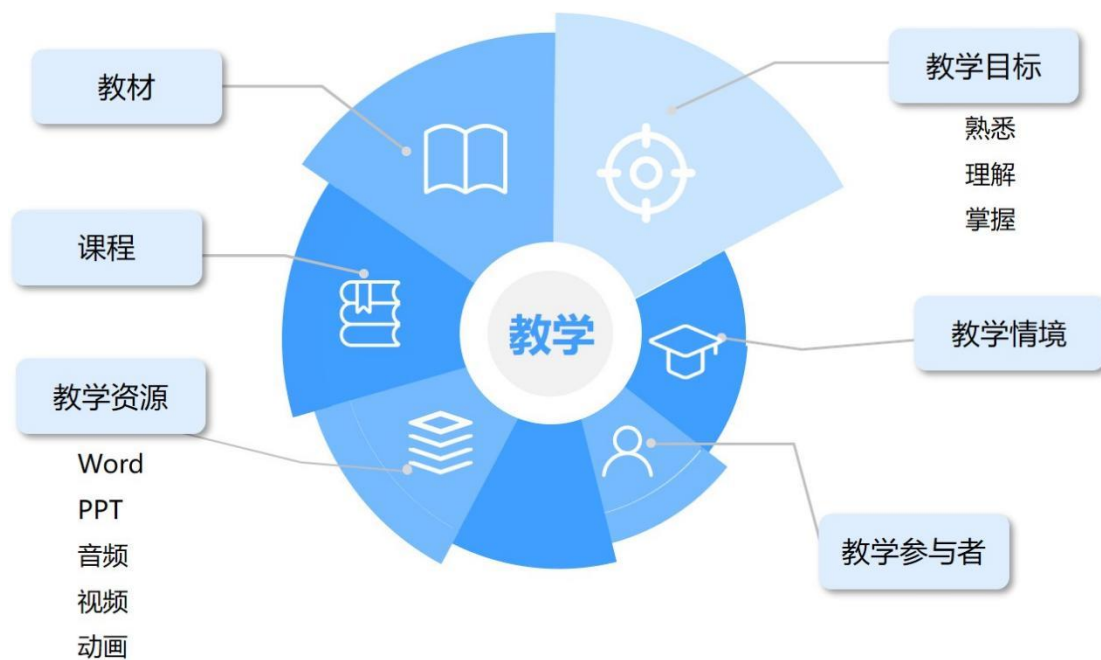 教材
课程
教学资源
Word
PPT
音频
视频
动画
教学
教学目标
熟悉
理解
掌握
教学情境
教学参与者